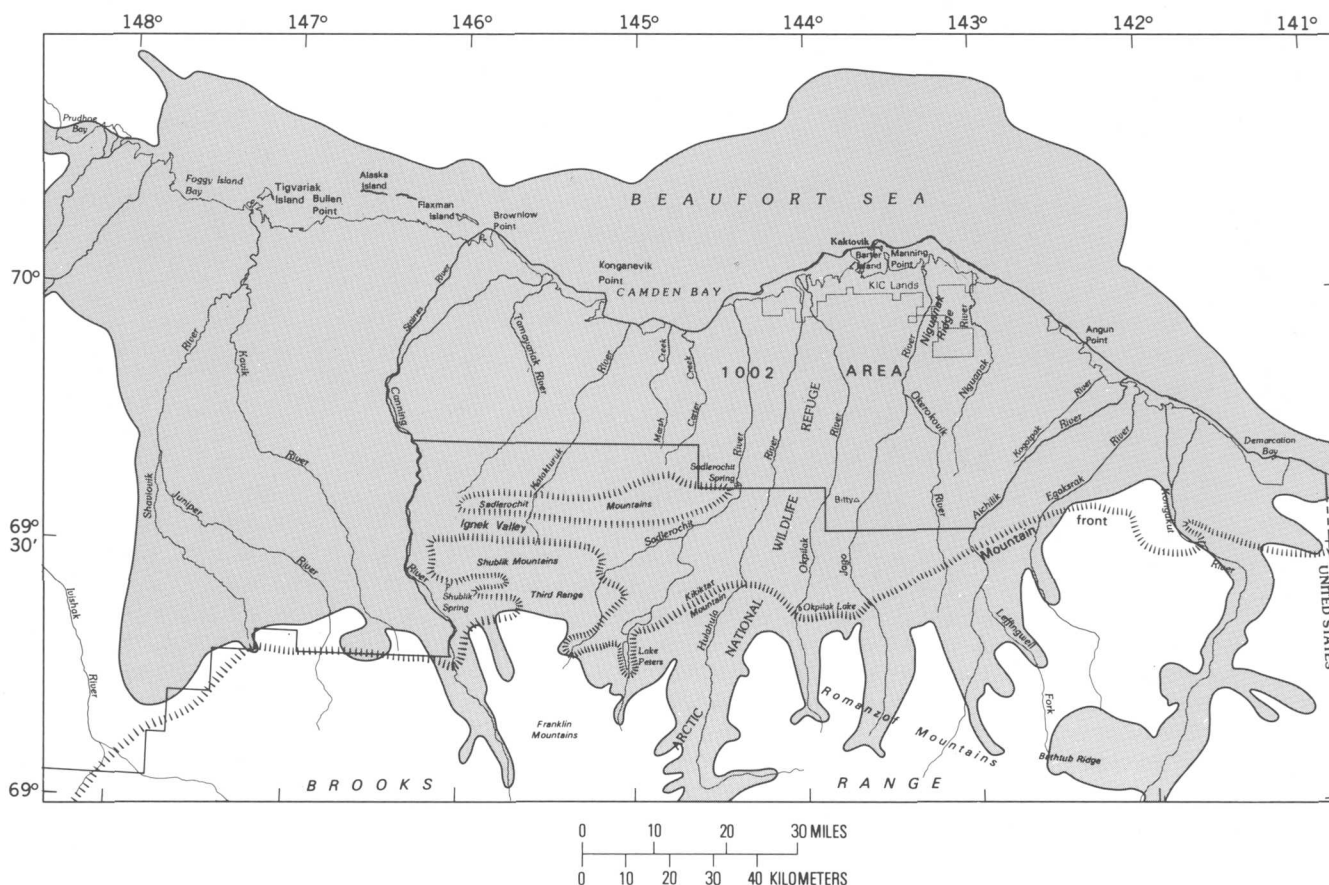 148° 147° 146° 145° 144° 143° 142° 141°
Prudhoe
Bay
Foggy Island
Bay
Tigvariak
Island
Bullen
Point
Alaska
Island
Flaxman
Island
Brownlow
Point
BEAUFORT SEA
Kaktovik
Barter
Island
Manning
Point
70°
Konganevik
Point
CAMDEN BAY
KIC Lands
Niguanak
Ridge
Angun
Point
River
River
Staines
Tamayariak River
River
Creek
Creek
River
River
Kavik
1002 AREA
Niguanak
River
Canning
Marsh
Carter
REFUGE
Okerokovik
Kogotpak
River
River
Demarcation
Bay
River
River
River
Shaviovik
Juniper
River
Katakturuk
Sadlerochit
Spring
Sadlerochit
Mountains
Bitty
Aichilik
Egaksrak
Kongakut
69°
30'
Ignek Valley
Sadlerochit
WILDLIFE
River
Mountain
front
River
River
Shublik Mountains
Okpilak
Jago
River
Shublik
Spring
Third Range
Kikiktat
Mountain
Okpilak Lake
Ivishak
River
Hulahula
NATIONAL
Leffingwell
Fork
UNITED STATES
Lake
Peters
Franklin
Mountains
ARCTIC
Romanzof
Mountains
Bathtub Ridge
69°
BROOKS RANGE
0 10 20 30 MILES
0 10 20 30 40 KILOMETERS